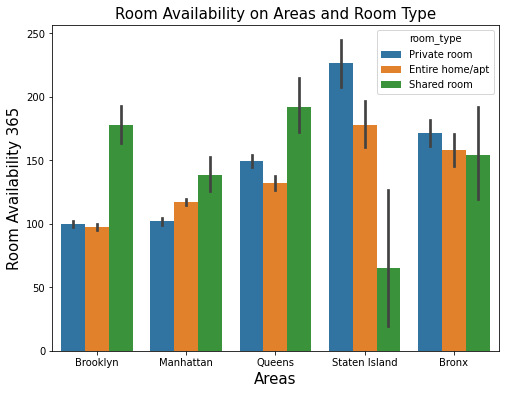 Room Availability on Areas and Room Type
room_type
Private room
Entire home/apt
Shared room
Room Availability 365
250
200
150
100
50
0
Brooklyn
Manhattan
Queens
Staten Island
Bronx
Areas